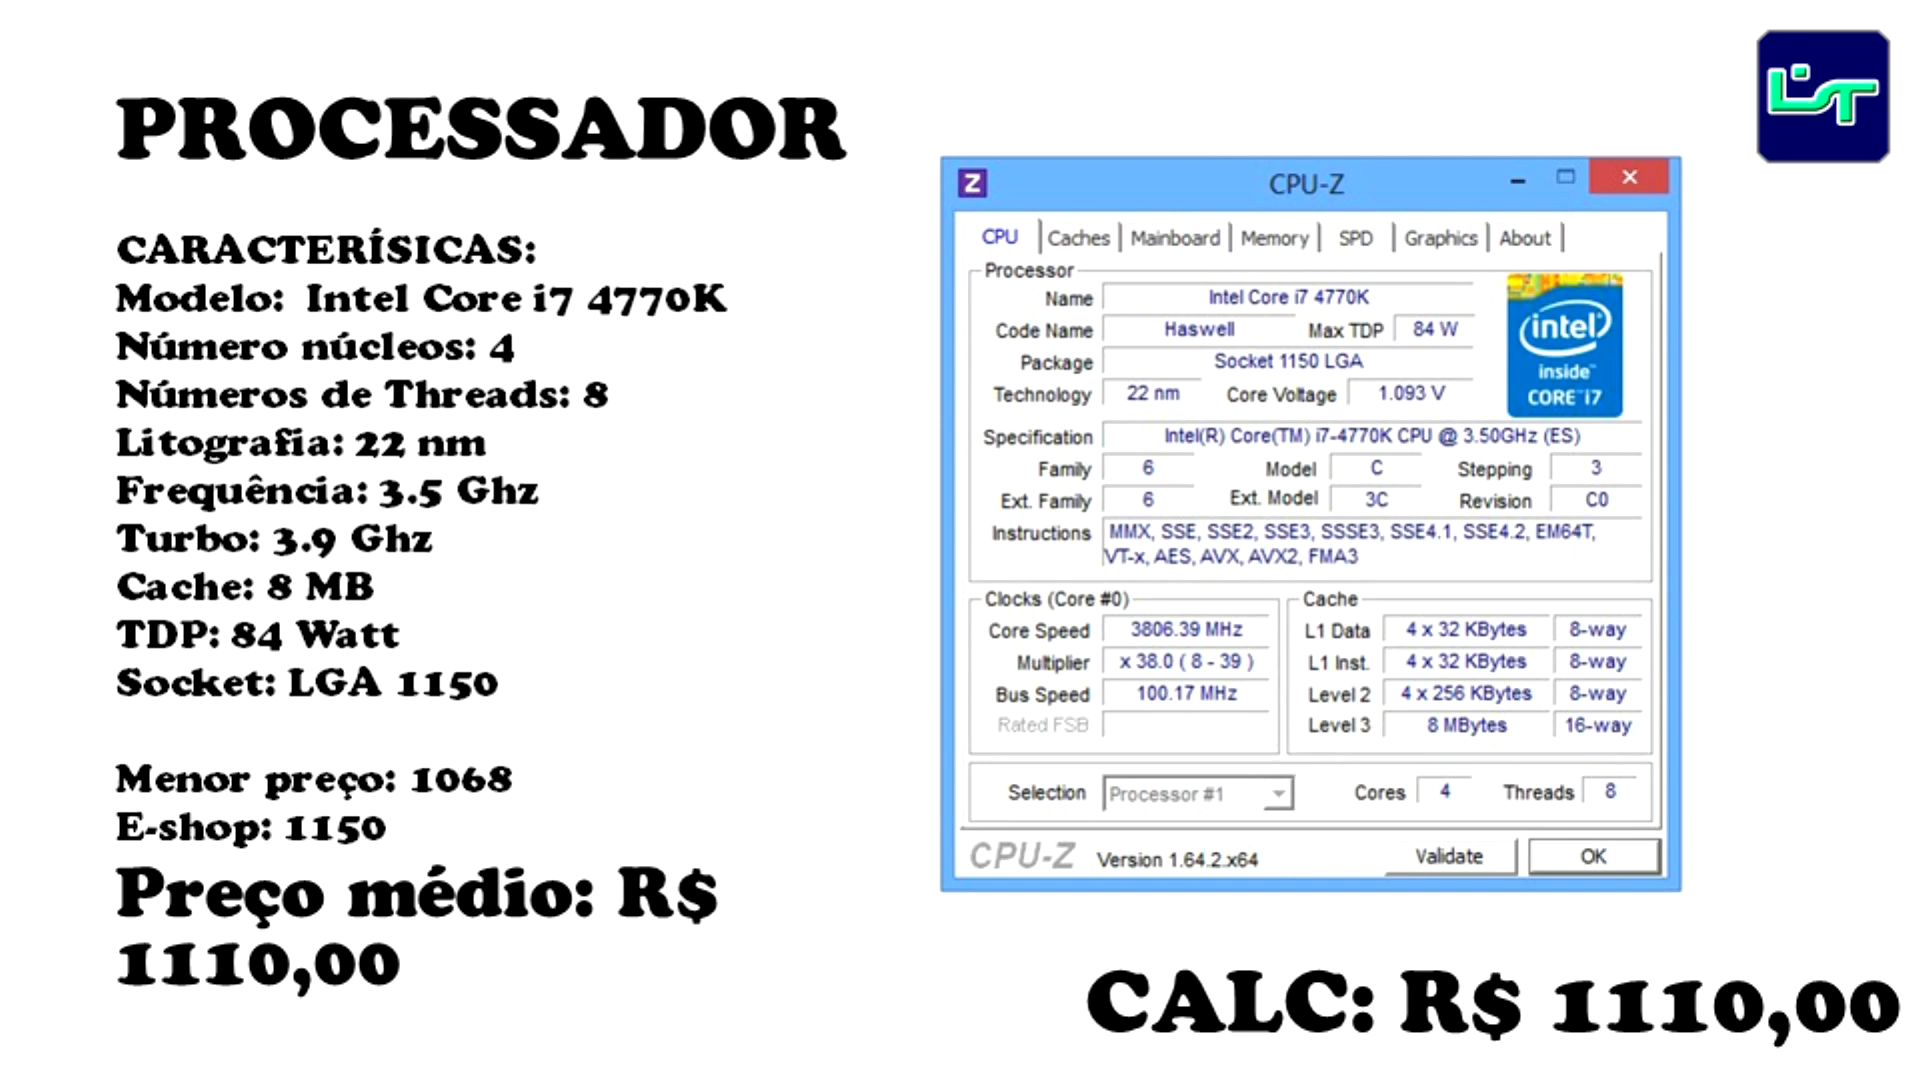 PROCESSADOR
CARACTERÍSICAS:
Modelo: Intel Core i7 4770K
Número núcleos: 4
Números de Threads: 8
Litografia: 22 nm
Frequência: 3.5 Ghz
Turbo: 3.9 Ghz
Cache: 8 MB
TDP: 84 Watt
Socket: LGA 1150
Menor preço: 1068
E-shop: 1150
Preço médio: R$
1110,00
LiST
Z CPU-Z
CPU Caches Mainboard Memory SPD Graphics About
Processor
Name Intel Core i7 4770K
Code Name Haswell Max TDP 84 W
Package Socket 1150 LGA
Technology 22 nm Core Voltage 1.093 V
intel® inside™ CORE™ i7
Specification Intel(R) Core(TM) i7-4770K CPU @ 3.50GHz (ES)
Family 6 Model C Stepping 3
Ext. Family 6 Ext. Model 3C Revision C0
Instructions MMX, SSE, SSE2, SSE3, SSSE3, SSE4.1, SSE4.2, EM64T,
VT-x, AES, AVX, AVX2, FMA3
Clocks (Core #0)
Core Speed 3806.39 MHz
Multiplier x 38.0 ( 8 - 39 )
Bus Speed 100.17 MHz
Rated FSB
Cache
L1 Data 4 x 32 KBytes 8-way
L1 Inst. 4 x 32 KBytes 8-way
Level 2 4 x 256 KBytes 8-way
Level 3 8 MBytes 16-way
Selection Processor #1 Cores 4 Threads 8
CPU-Z Version 1.64.2.x64 Validate OK
CALC: R$ 1110,00